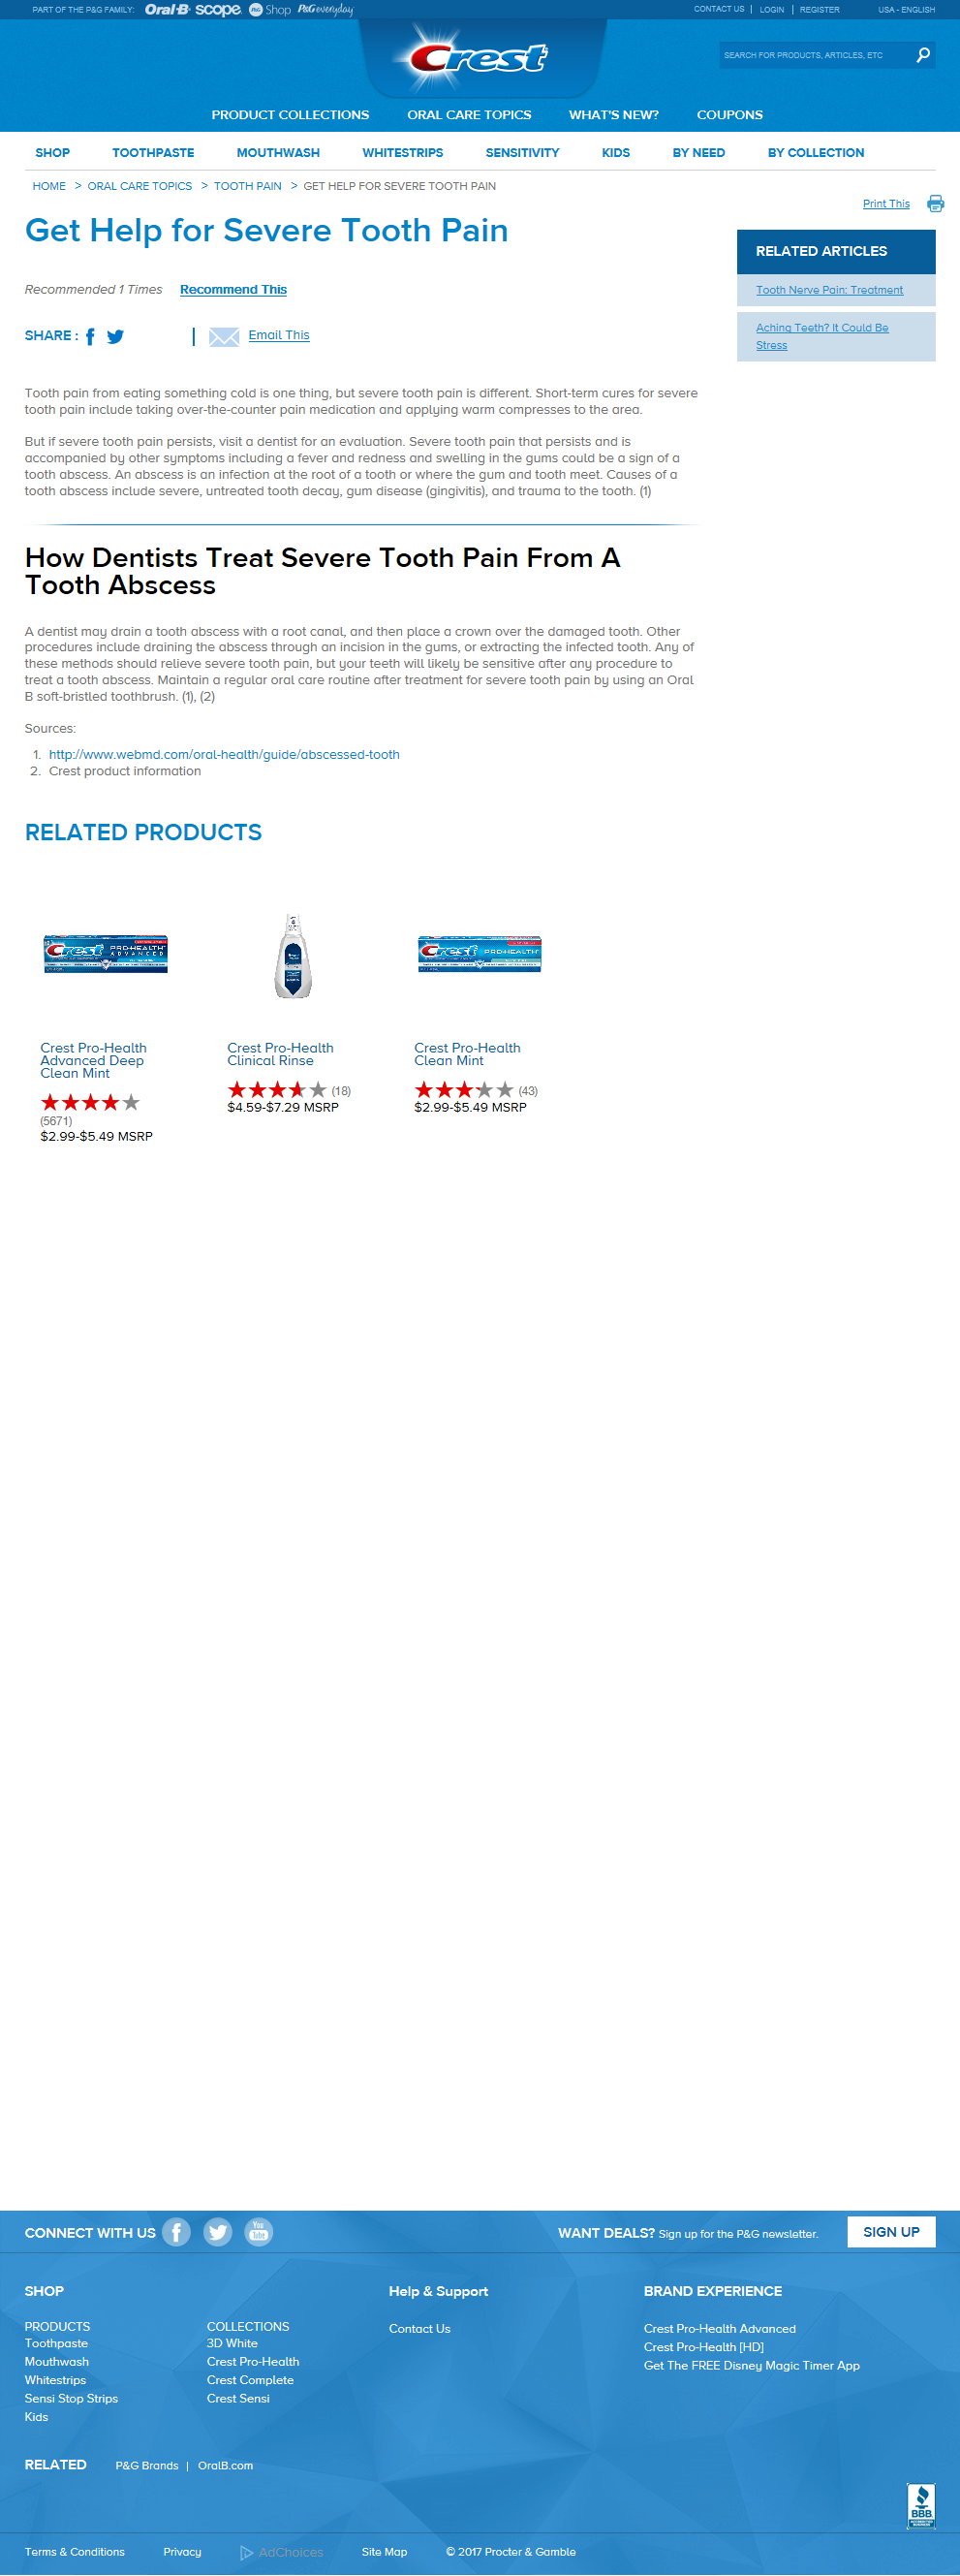 PART OF THE P&G FAMILY: Oral-B scope. P&G Shop P&G everyday
CONTACT US | LOGIN | REGISTER USA - ENGLISH
Crest
SEARCH FOR PRODUCTS, ARTICLES, ETC
PRODUCT COLLECTIONS ORAL CARE TOPICS WHAT'S NEW? COUPONS
SHOP TOOTHPASTE MOUTHWASH WHITESTRIPS SENSITIVITY KIDS BY NEED BY COLLECTION
HOME > ORAL CARE TOPICS > TOOTH PAIN > GET HELP FOR SEVERE TOOTH PAIN
Print This
Get Help for Severe Tooth Pain
Recommended 1 Times Recommend This
SHARE : | Email This
RELATED ARTICLES
Tooth Nerve Pain: Treatment
Aching Teeth? It Could Be
Stress
Tooth pain from eating something cold is one thing, but severe tooth pain is different. Short-term cures for severe
tooth pain include taking over-the-counter pain medication and applying warm compresses to the area.
But if severe tooth pain persists, visit a dentist for an evaluation. Severe tooth pain that persists and is
accompanied by other symptoms including a fever and redness and swelling in the gums could be a sign of a
tooth abscess. An abscess is an infection at the root of a tooth or where the gum and tooth meet. Causes of a
tooth abscess include severe, untreated tooth decay, gum disease (gingivitis), and trauma to the tooth. (1)
How Dentists Treat Severe Tooth Pain From A
Tooth Abscess
A dentist may drain a tooth abscess with a root canal, and then place a crown over the damaged tooth. Other
procedures include draining the abscess through an incision in the gums, or extracting the infected tooth. Any of
these methods should relieve severe tooth pain, but your teeth will likely be sensitive after any procedure to
treat a tooth abscess. Maintain a regular oral care routine after treatment for severe tooth pain by using an Oral
B soft-bristled toothbrush. (1), (2)
Sources:
1. http://www.webmd.com/oral-health/guide/abscessed-tooth
2. Crest product information
RELATED PRODUCTS
Crest PRO-HEALTH ADVANCED
Crest PRO-HEALTH
Crest Pro-Health
Advanced Deep
Clean Mint
(5671)
$2.99-$5.49 MSRP
Crest Pro-Health
Clinical Rinse
(18)
$4.59-$7.29 MSRP
Crest Pro-Health
Clean Mint
(43)
$2.99-$5.49 MSRP
CONNECT WITH US You Tube
WANT DEALS? Sign up for the P&G newsletter. SIGN UP
SHOP
PRODUCTS
Toothpaste
Mouthwash
Whitestrips
Sensi Stop Strips
Kids
COLLECTIONS
3D White
Crest Pro-Health
Crest Complete
Crest Sensi
Help & Support
Contact Us
BRAND EXPERIENCE
Crest Pro-Health Advanced
Crest Pro-Health [HD]
Get The FREE Disney Magic Timer App
RELATED P&G Brands | OralB.com
BBB
Terms & Conditions Privacy AdChoices Site Map © 2017 Procter & Gamble